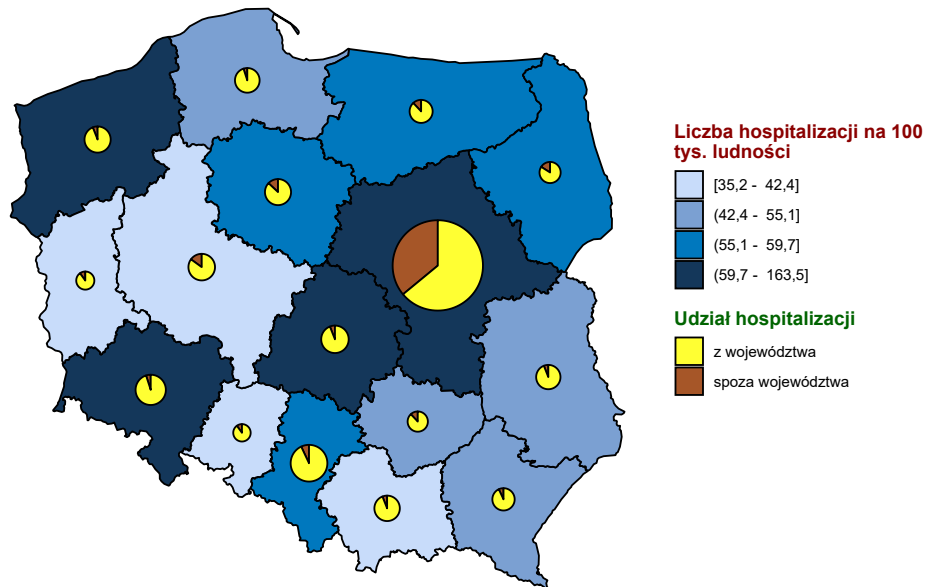 Liczba hospitalizacji na 100
tys. ludności
[35,2 - 42,4]
(42,4 - 55,1]
(55,1 - 59,7]
(59,7 - 163,5]
Udział hospitalizacji
z województwa
spoza województwa